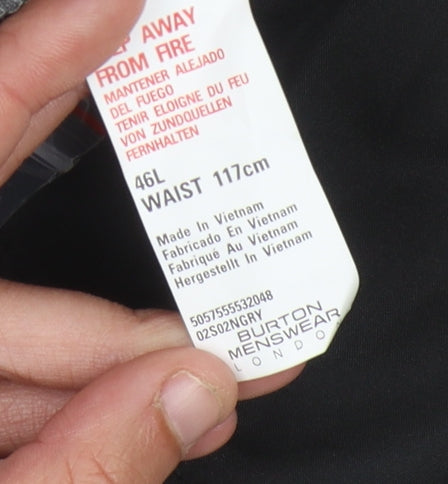 AWAY
FROM FIRE
MANTENER ALEJADO
DEL FUEGO
TENIR ELOIGNE DU FEU
VON ZUNDQUELLEN
FERNHALTEN
46L
WAIST 117cm
Made In Vietnam
Fabricado En Vietnam
Fabriqué Au Vietnam
Hergestellt In Vietnam
5057555532048
02S02NGRY
BURTON
MENSWEAR
LONDO